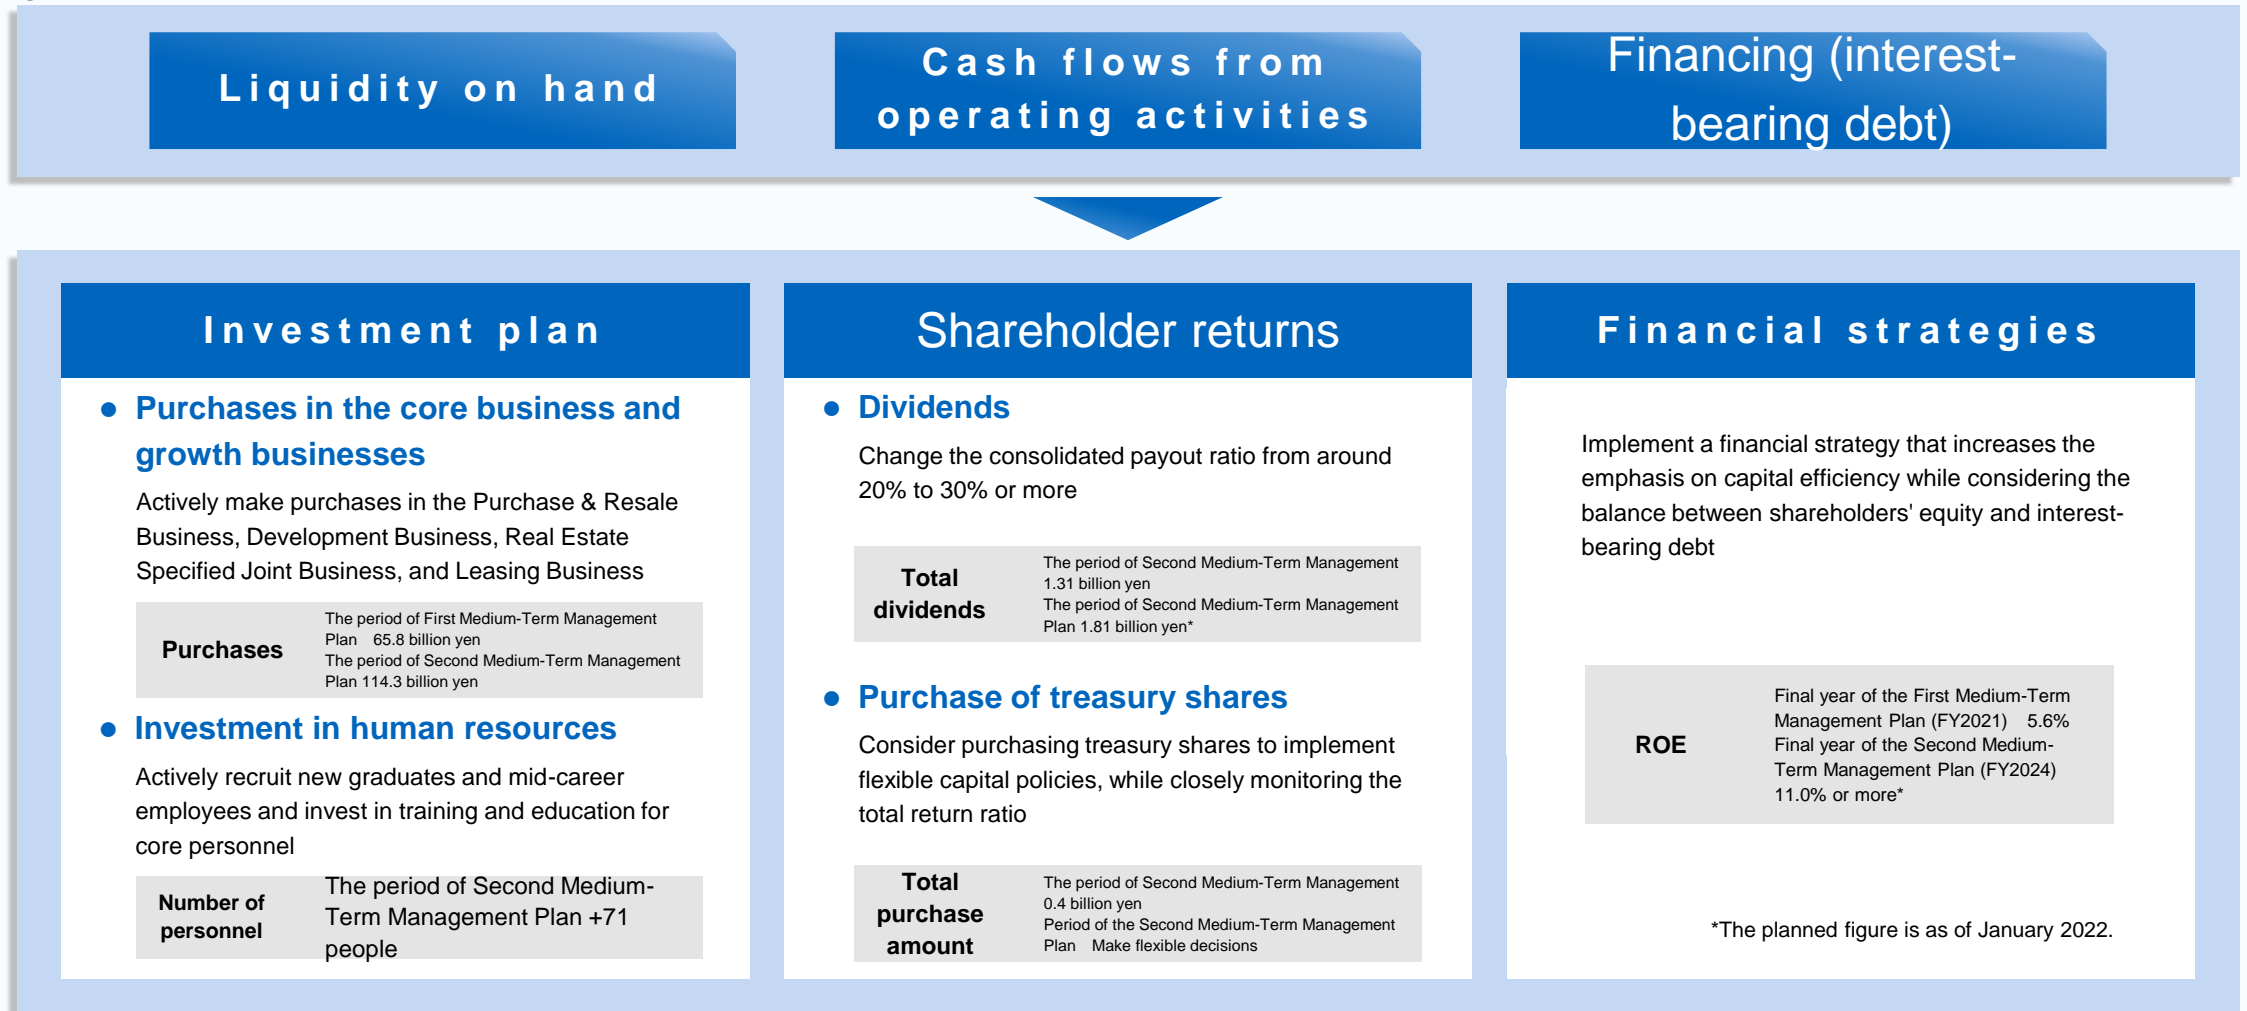 Liquidity on hand
Cash flows from
operating activities
Financing (interest-
bearing debt)
Investment plan
● Purchases in the core business and
growth businesses
Actively make purchases in the Purchase & Resale
Business, Development Business, Real Estate
Specified Joint Business, and Leasing Business
Purchases
The period of First Medium-Term Management
Plan 65.8 billion yen
The period of Second Medium-Term Management
Plan 114.3 billion yen
● Investment in human resources
Actively recruit new graduates and mid-career
employees and invest in training and education for
core personnel
Number of
personnel
The period of Second Medium-
Term Management Plan +71
people
Shareholder returns
● Dividends
Change the consolidated payout ratio from around
20% to 30% or more
Total
dividends
The period of Second Medium-Term Management
1.31 billion yen
The period of Second Medium-Term Management
Plan 1.81 billion yen*
● Purchase of treasury shares
Consider purchasing treasury shares to implement
flexible capital policies, while closely monitoring the
total return ratio
Total
purchase
amount
The period of Second Medium-Term Management
0.4 billion yen
Period of the Second Medium-Term Management
Plan Make flexible decisions
Financial strategies
Implement a financial strategy that increases the
emphasis on capital efficiency while considering the
balance between shareholders' equity and interest-
bearing debt
ROE
Final year of the First Medium-Term
Management Plan (FY2021) 5.6%
Final year of the Second Medium-
Term Management Plan (FY2024)
11.0% or more*
*The planned figure is as of January 2022.